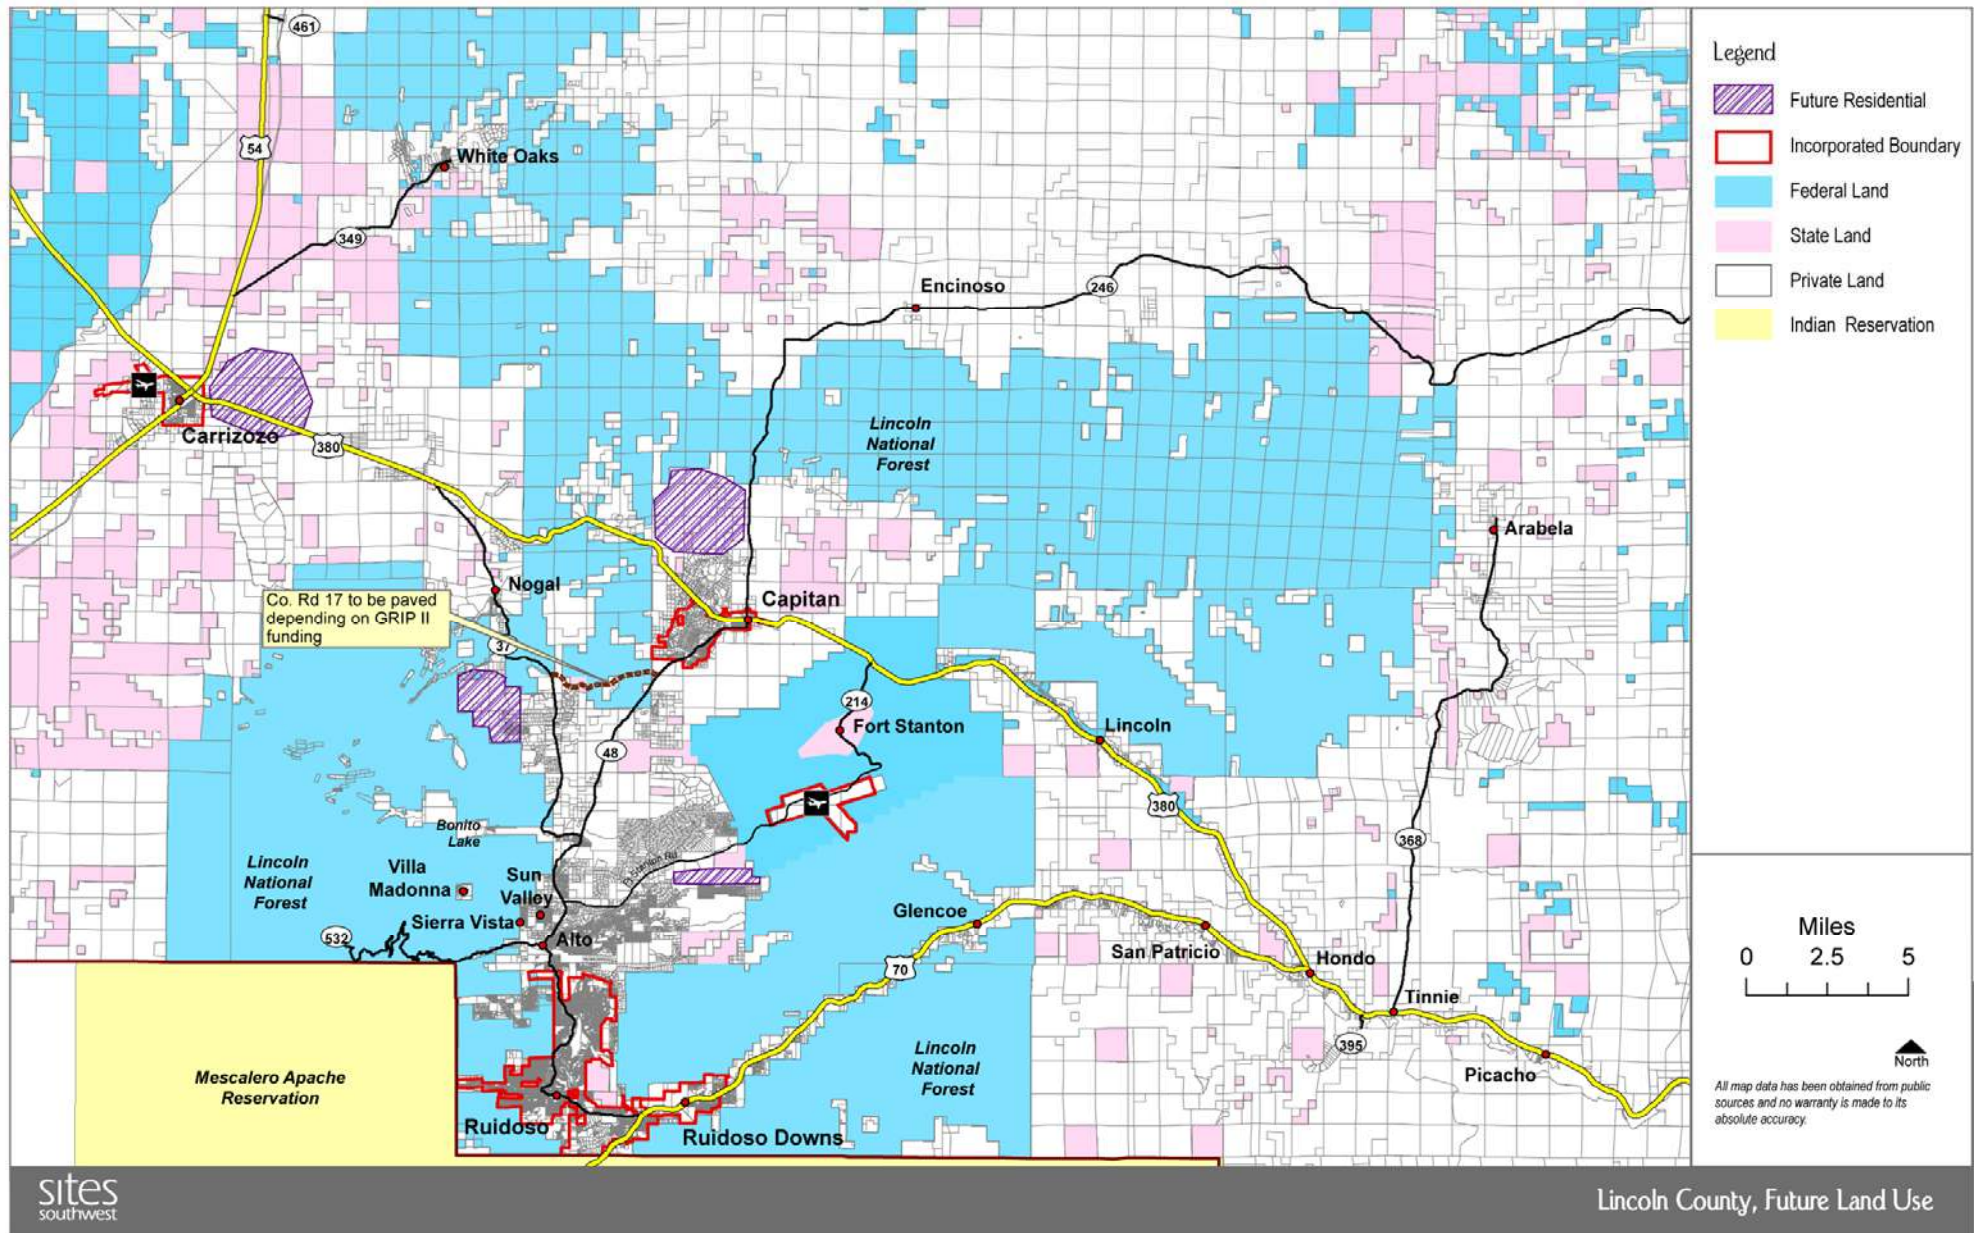 461
54
White Oaks
349
Encinoso
246
Carrizozo
380
Lincoln
National
Forest
Arabela
Nogal
Co. Rd 17 to be paved
depending on GRIP II
funding
37
Capitan
214
Fort Stanton
48
Lincoln
380
368
Bonito
Lake
Lincoln
National
Forest
Villa
Madonna
Sun
Valley
Sierra Vista
532
Alto
Glencoe
San Patricio
70
Hondo
Tinnie
395
Picacho
Lincoln
National
Forest
Mescalero Apache
Reservation
Ruidoso
Ruidoso Downs
Legend
Future Residential
Incorporated Boundary
Federal Land
State Land
Private Land
Indian Reservation
Miles
0 2.5 5
North
All map data has been obtained from public
sources and no warranty is made to its
absolute accuracy.
sites
southwest
Lincoln County, Future Land Use